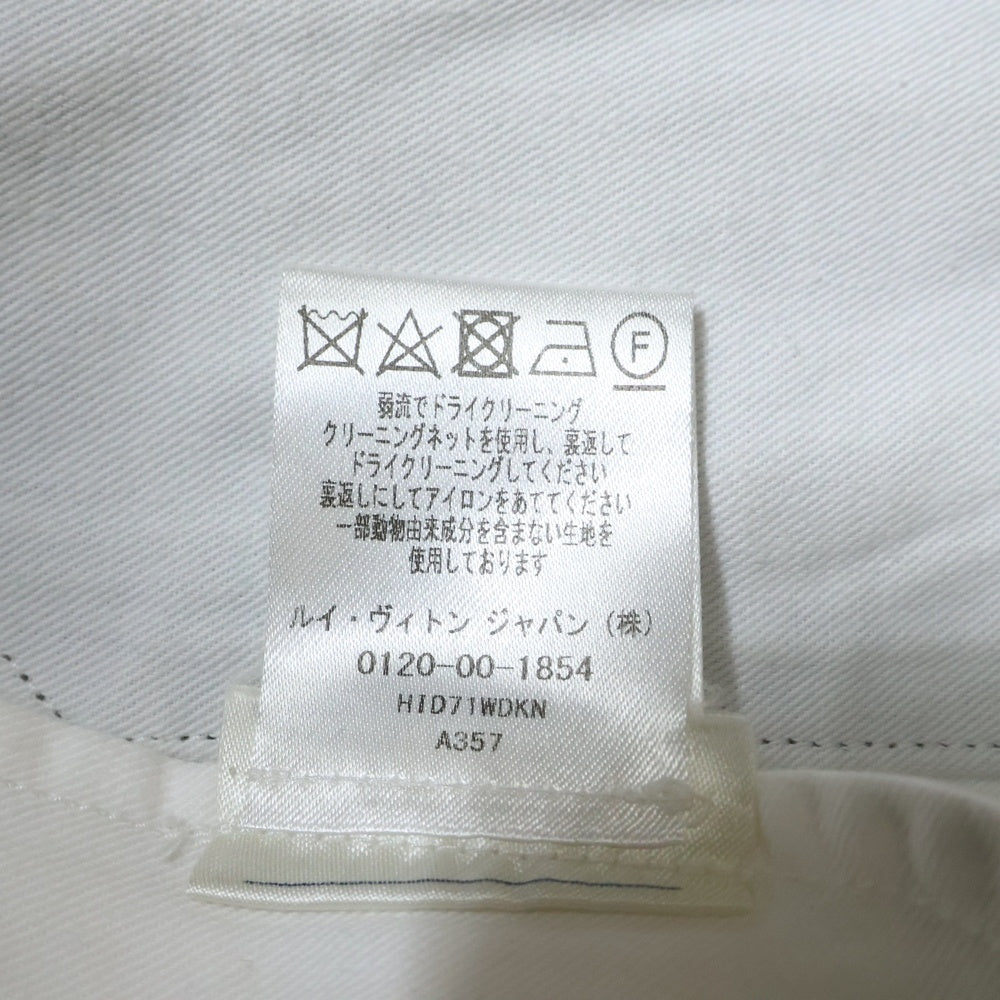 F
弱流でドライクリーニング
クリーニングネットを使用し、裏返して
ドライクリーニングしてください
裏返しにしてアイロンをあててください
一部動物由来成分を含まない生地を
使用しております
ルイ・ヴィトン ジャパン (株)
0120-00-1854
HID71WDKN
A357